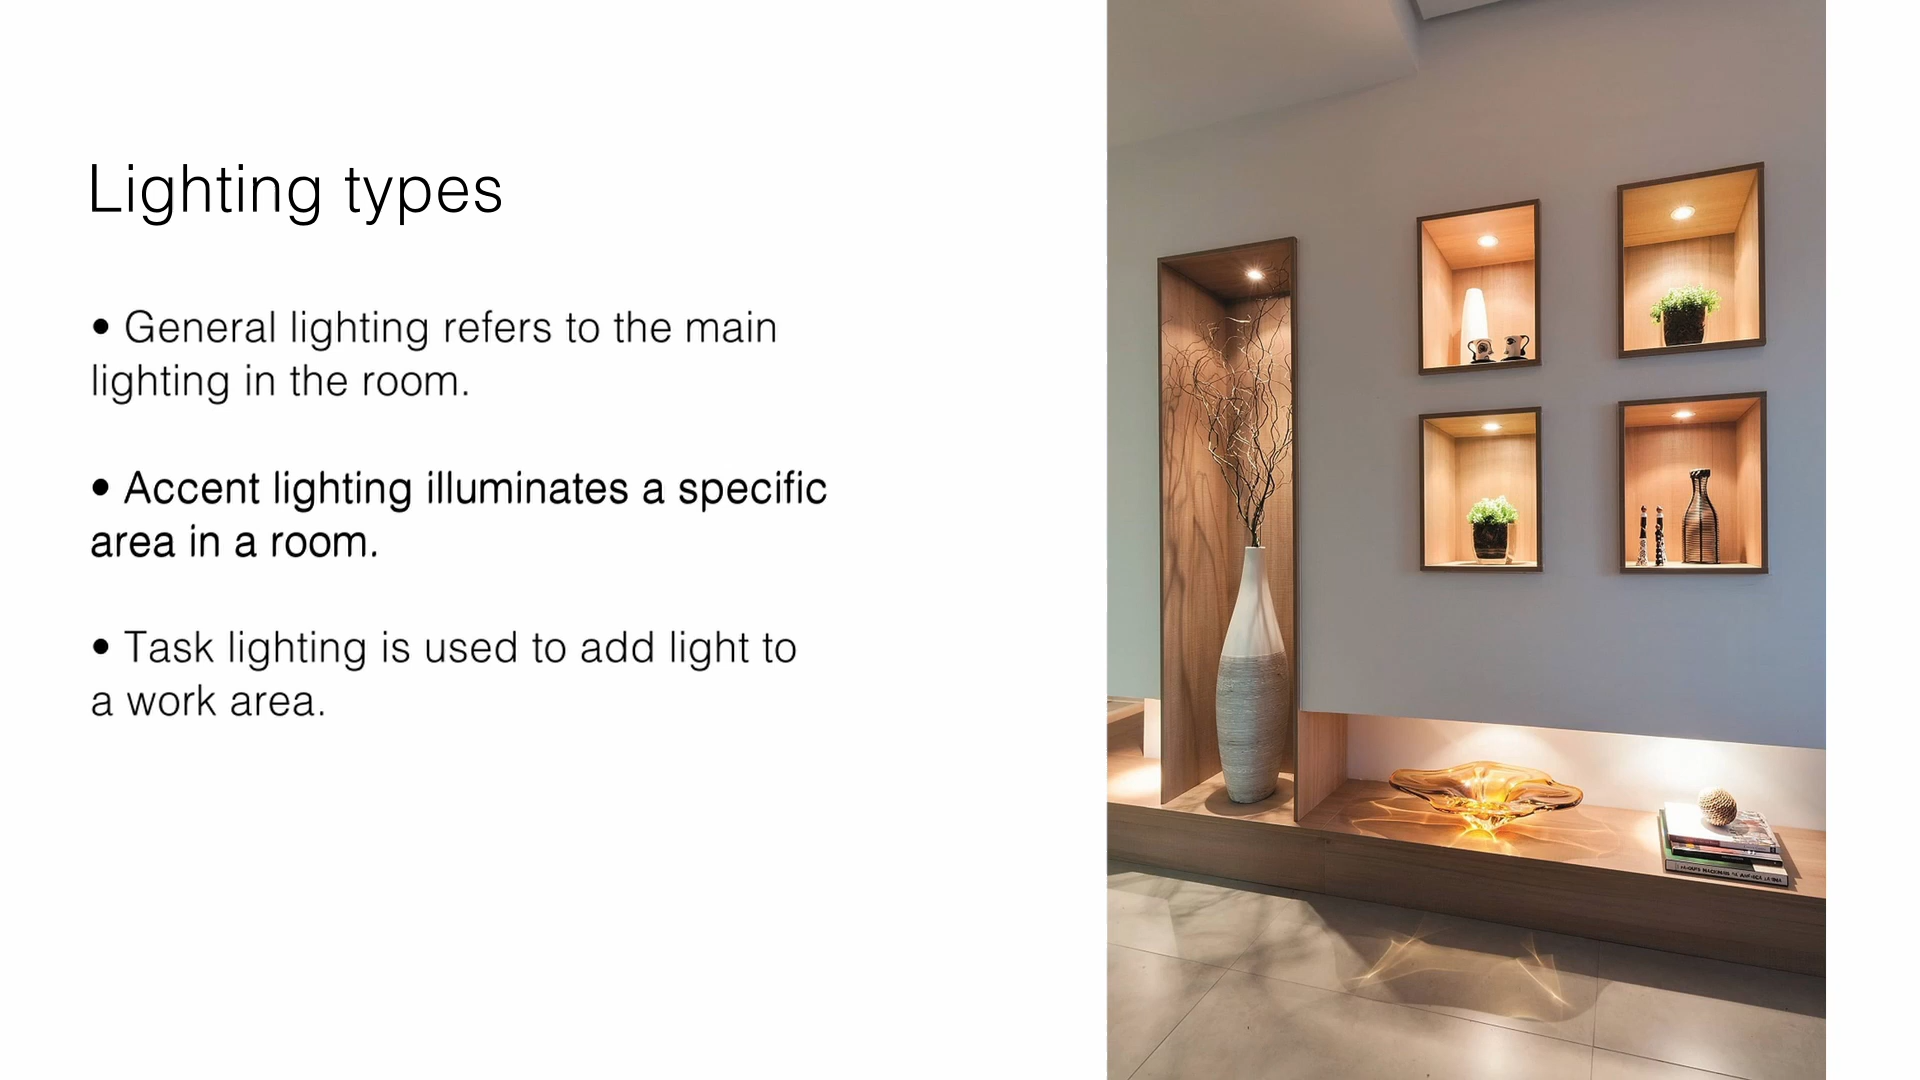 Lighting types
• General lighting refers to the main
lighting in the room.
• Accent lighting illuminates a specific
area in a room.
• Task lighting is used to add light to
a work area.